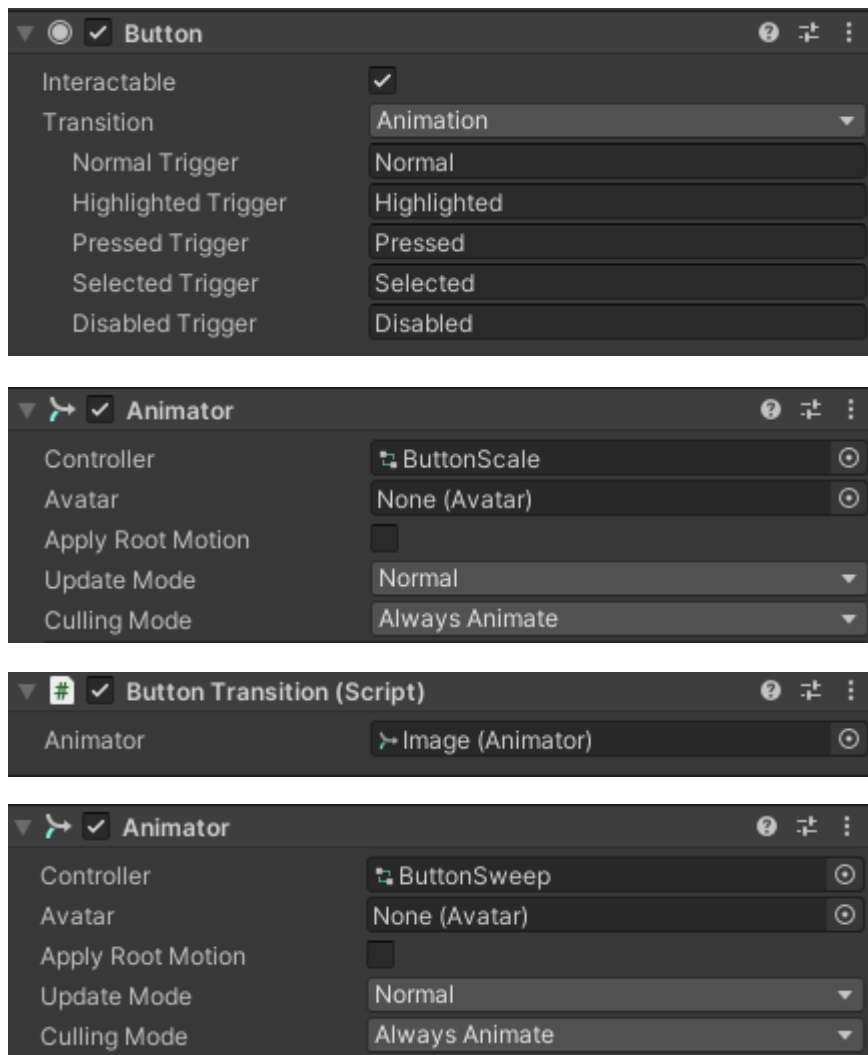 Button
Interactable
Transition Animation
Normal Trigger Normal
Highlighted Trigger Highlighted
Pressed Trigger Pressed
Selected Trigger Selected
Disabled Trigger Disabled
Animator
Controller ButtonScale
Avatar None (Avatar)
Apply Root Motion
Update Mode Normal
Culling Mode Always Animate
# Button Transition (Script)
Animator Image (Animator)
Animator
Controller ButtonSweep
Avatar None (Avatar)
Apply Root Motion
Update Mode Normal
Culling Mode Always Animate